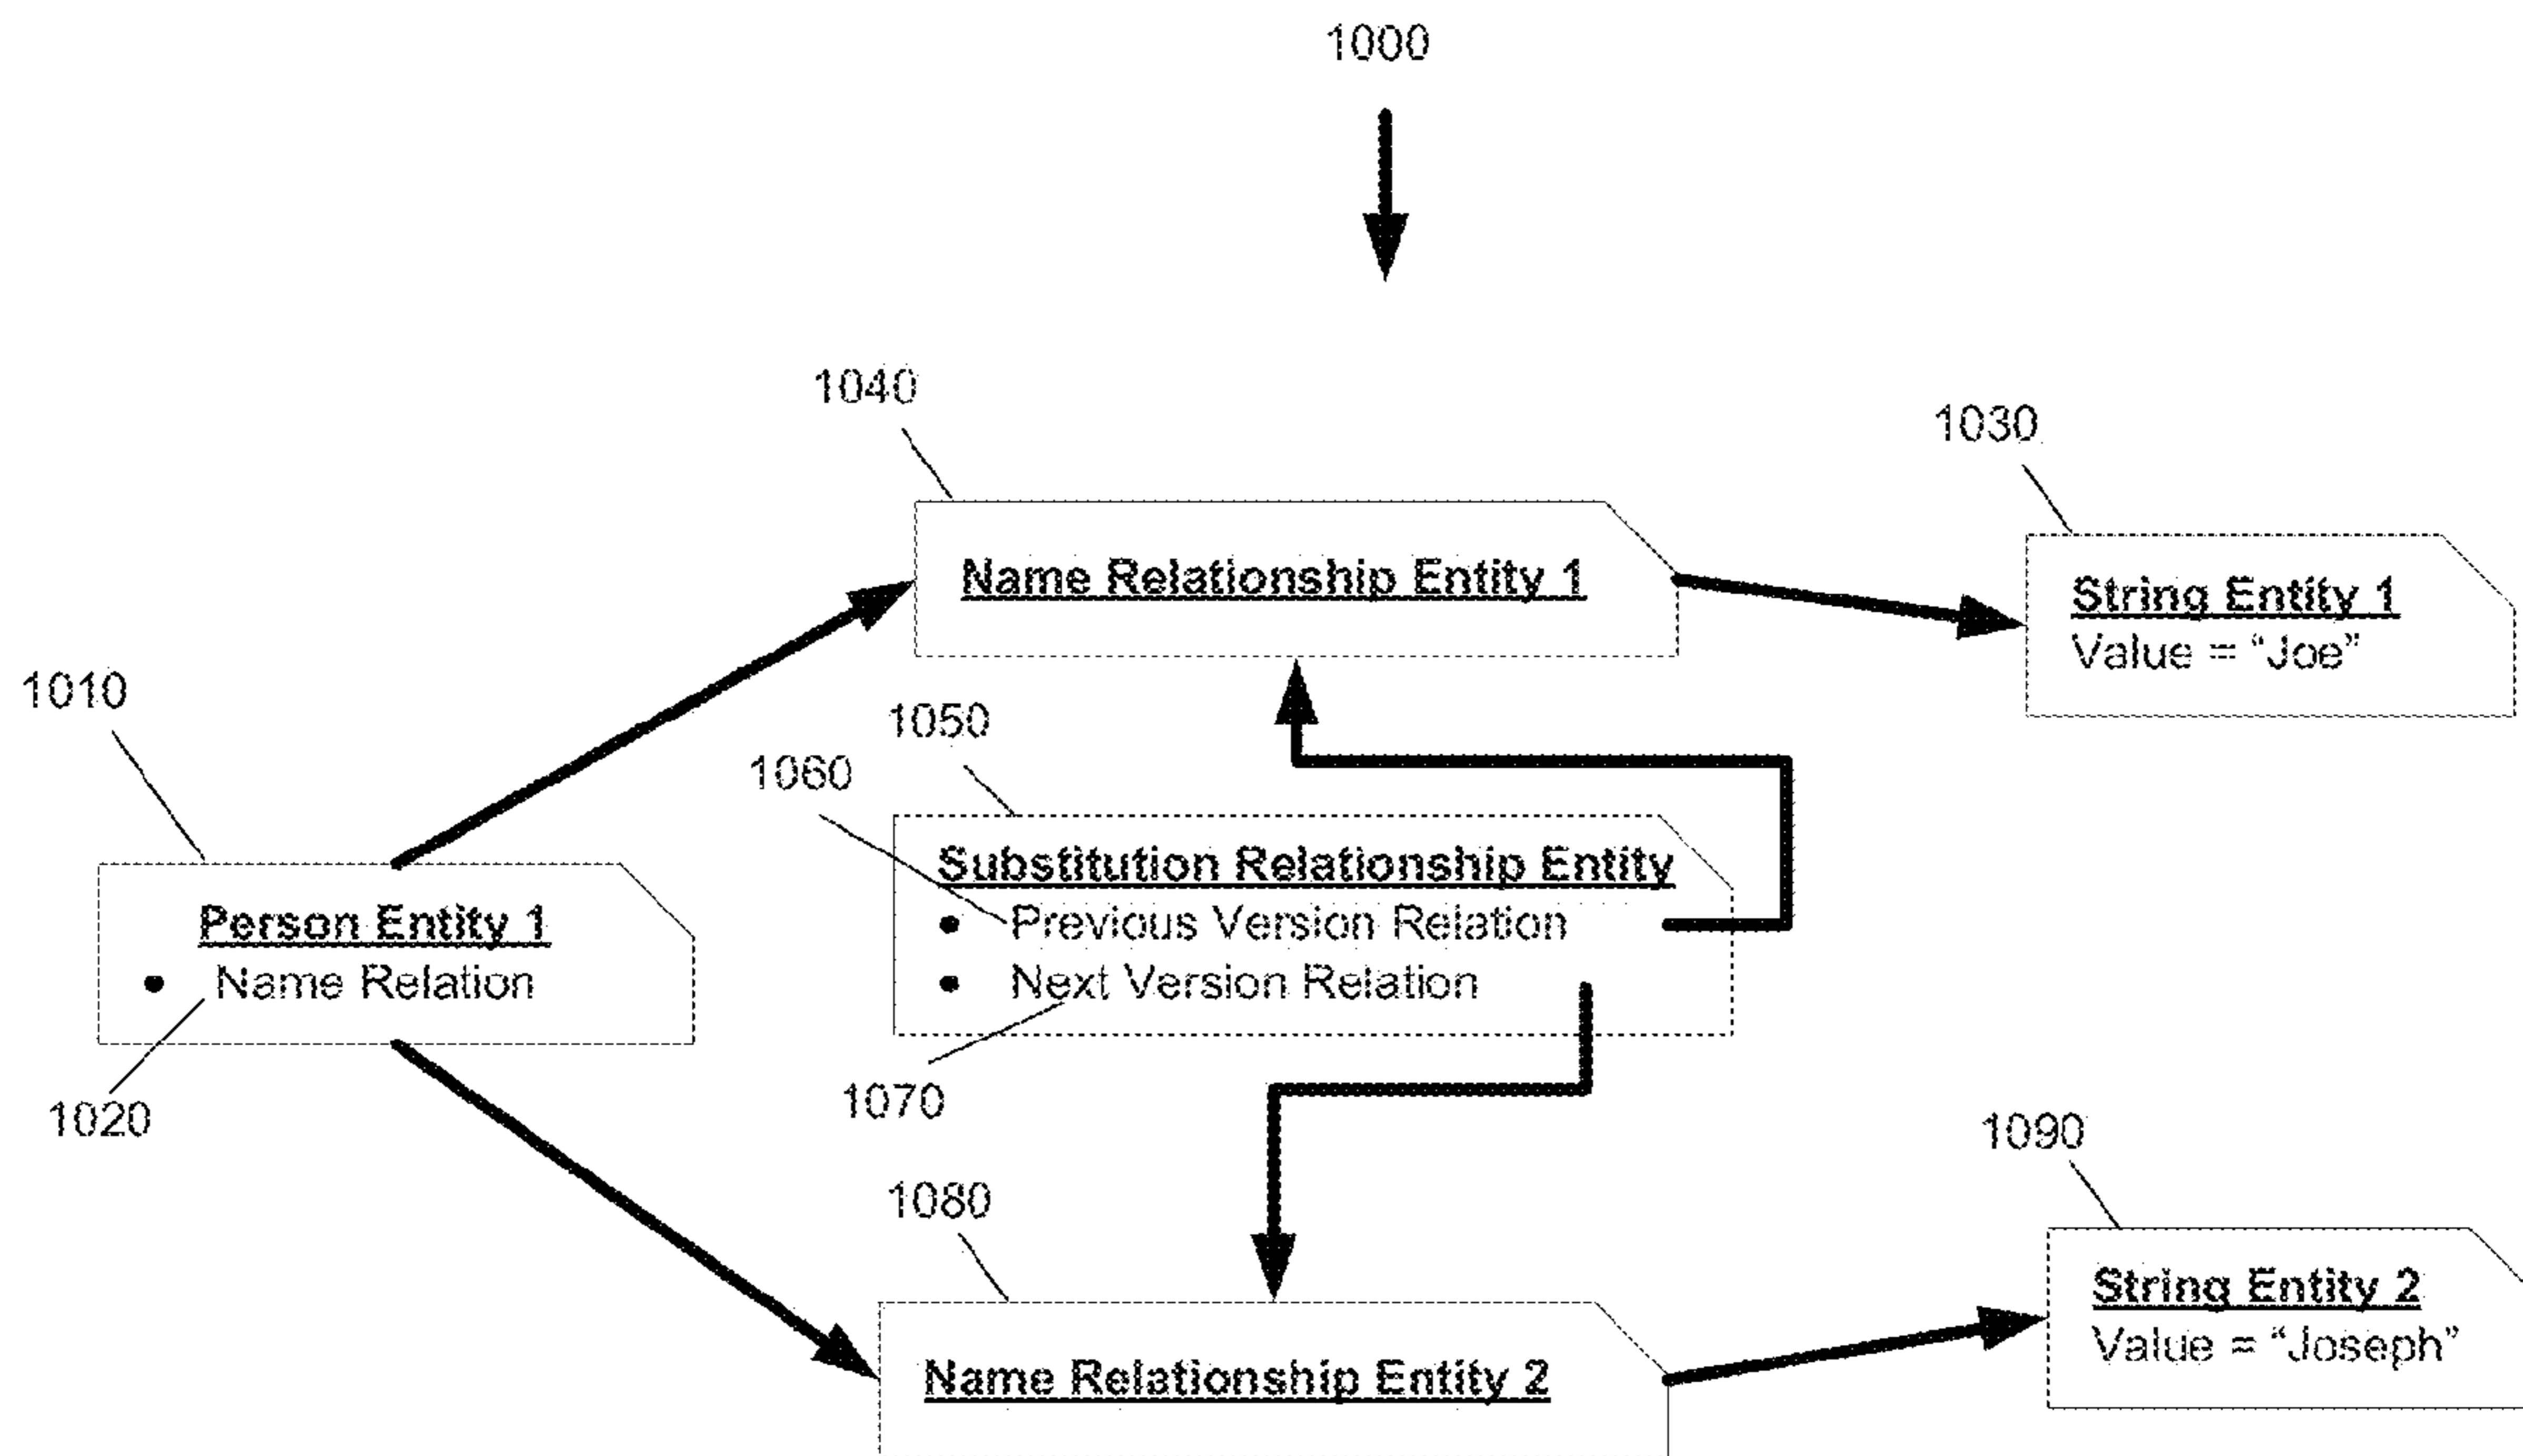 1000
1040
1030
Name Relationship Entity 1
String Entity 1
Value = “Joe”
1010
1050
1060
Substitution Relationship Entity
• Previous Version Relation
• Next Version Relation
Person Entity 1
• Name Relation
1020
1070
1080
1090
Name Relationship Entity 2
String Entity 2
Value = “Joseph”